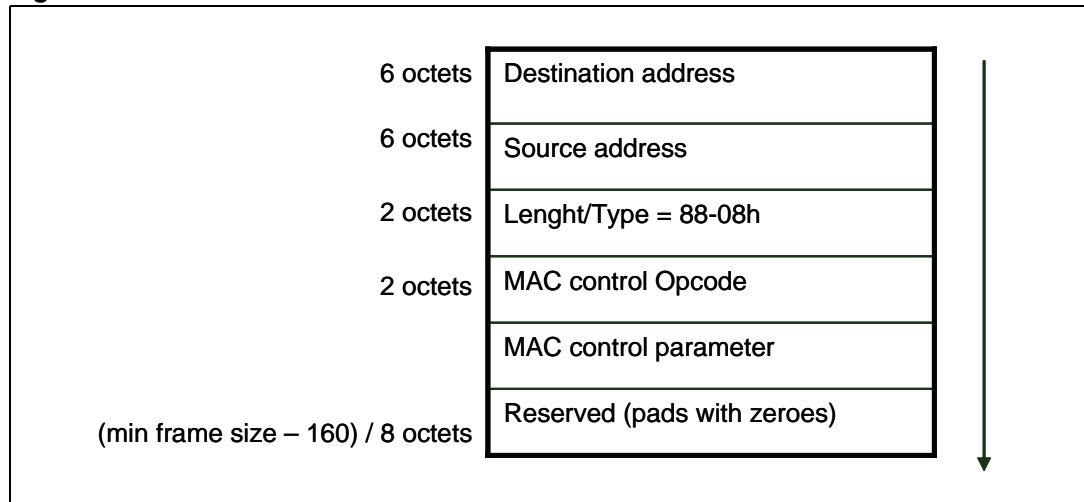 6 octets Destination address
6 octets Source address
2 octets Lenght/Type = 88-08h
2 octets MAC control Opcode
MAC control parameter
Reserved (pads with zeroes)
(min frame size – 160) / 8 octets